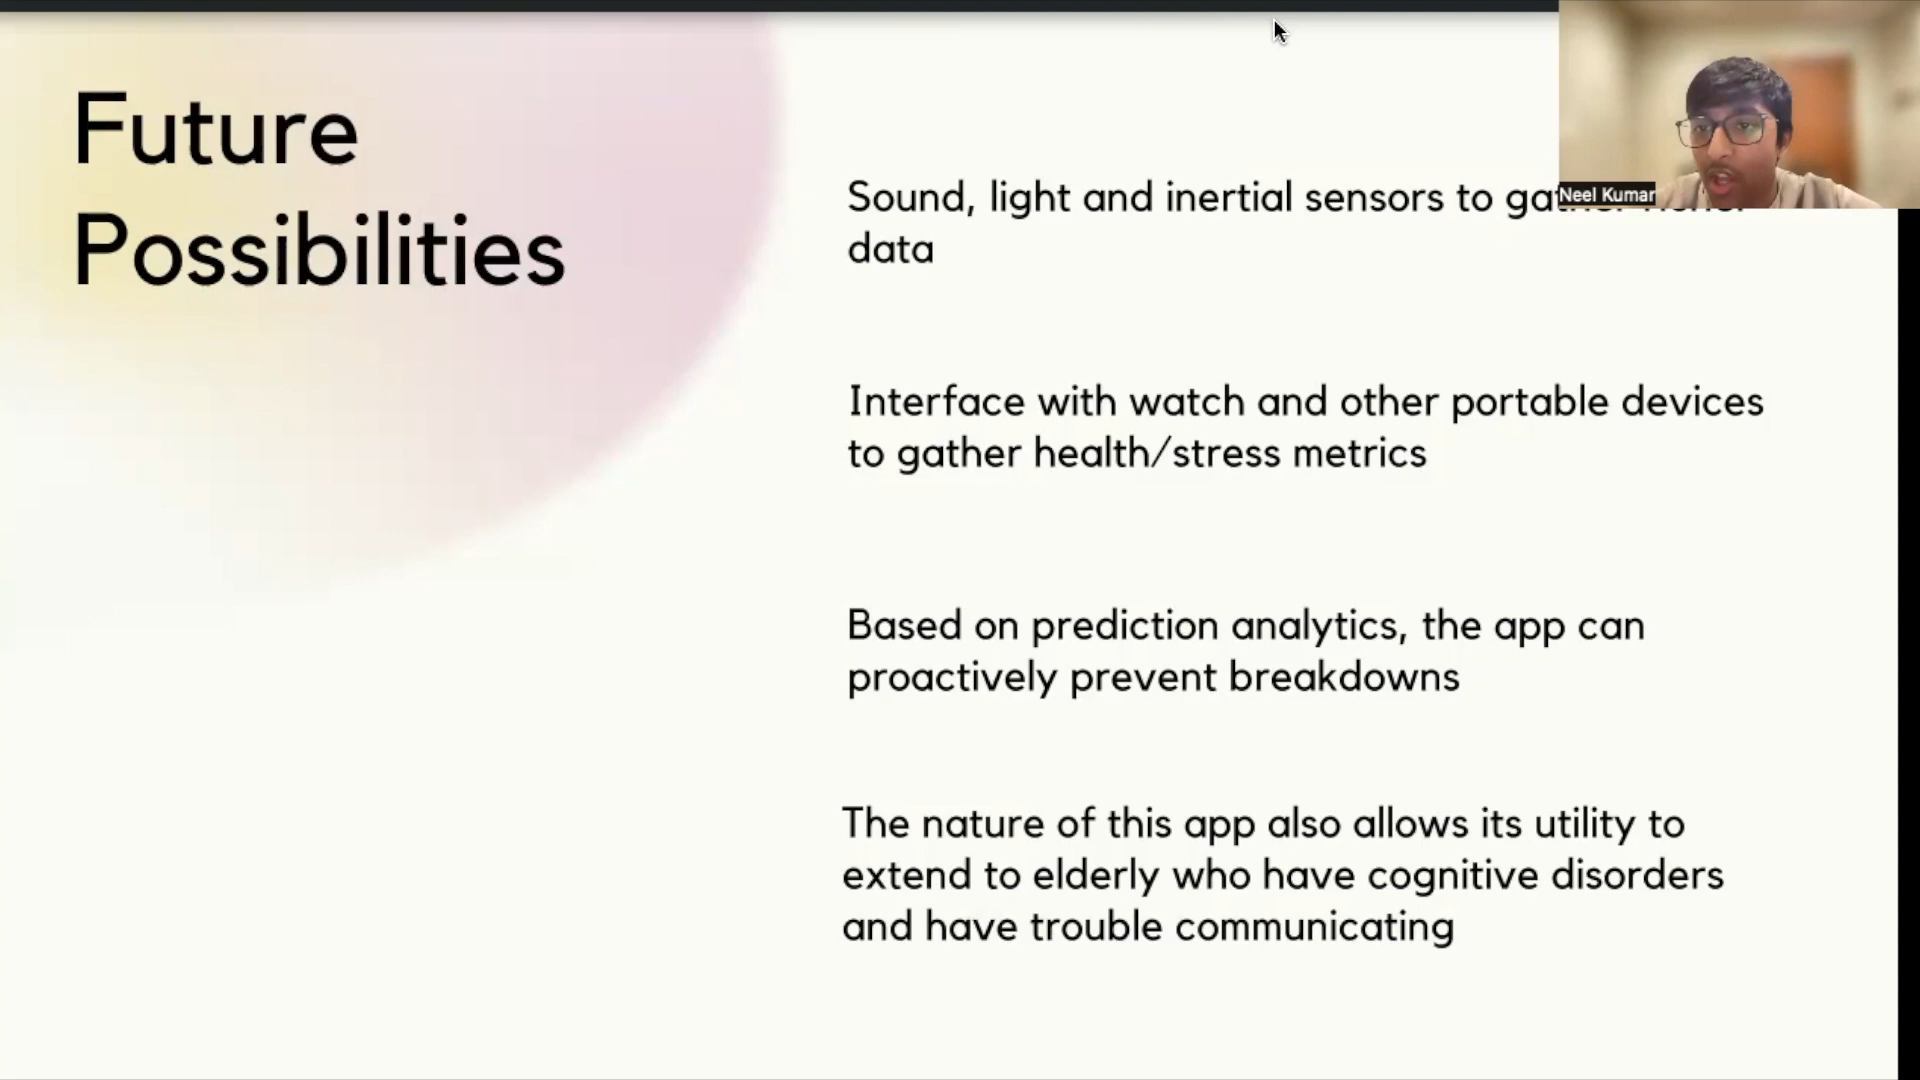 Future
Possibilities
Neel Kumar
Sound, light and inertial sensors to
data
Interface with watch and other portable devices
to gather health/stress metrics
Based on prediction analytics, the app can
proactively prevent breakdowns
The nature of this app also allows its utility to
extend to elderly who have cognitive disorders
and have trouble communicating